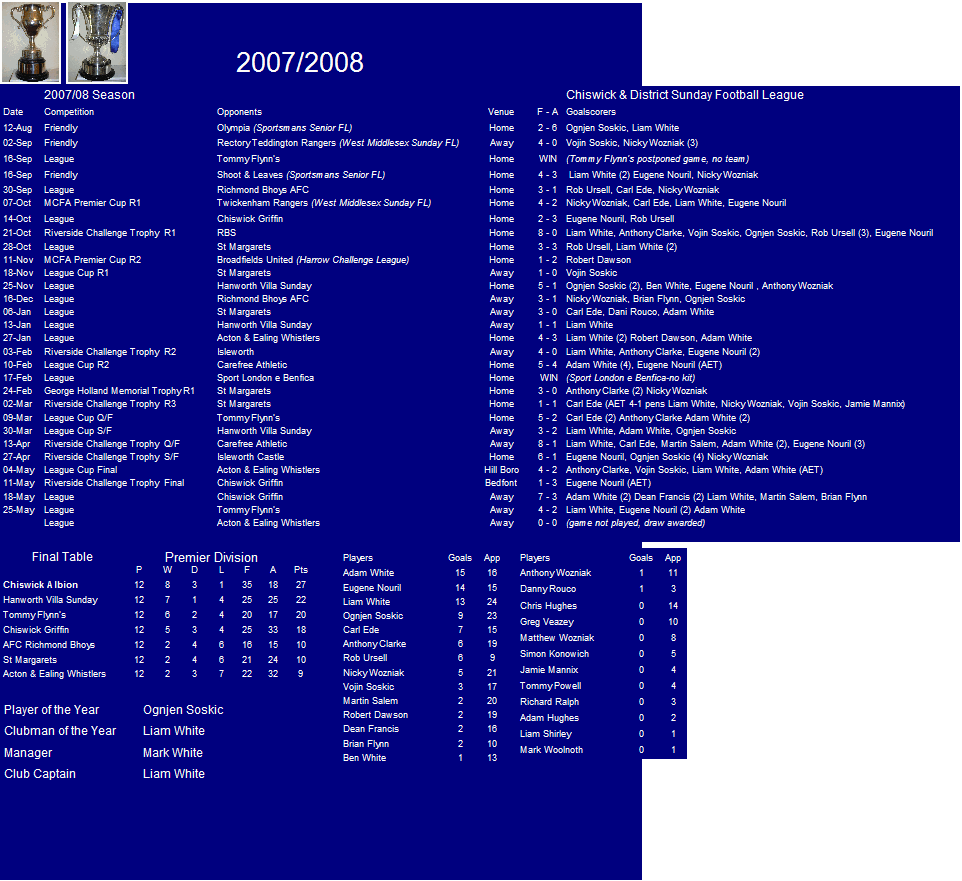 2007/2008
2007/08 Season Chiswick & District Sunday Football League
Date Competition Opponents Venue F - A Goalscorers
12-Aug Friendly Olympia (Sportsmans Senior FL) Home 2 - 6 Ognjen Soskic, Liam White
02-Sep Friendly Rectory Teddington Rangers (West Middlesex Sunday FL) Away 4 - 0 Vojin Soskic, Nicky Wozniak (3)
16-Sep League Tommy Flynn's Home WIN (Tommy Flynn's postponed game, no team)
16-Sep Friendly Shoot & Leaves (Sportsmans Senior FL) Home 4 - 3 Liam White (2) Eugene Nouril, Nicky Wozniak
30-Sep League Richmond Bhoys AFC Home 3 - 1 Rob Ursell, Carl Ede, Nicky Wozniak
07-Oct MCFA Premier Cup R1 Twickenham Rangers (West Middlesex Sunday FL) Home 4 - 2 Nicky Wozniak, Carl Ede, Liam White, Eugene Nouril
14-Oct League Chiswick Griffin Home 2 - 3 Eugene Nouril, Rob Ursell
21-Oct Riverside Challenge Trophy R1 RBS Home 8 - 0 Liam White, Anthony Clarke, Vojin Soskic, Ognjen Soskic, Rob Ursell (3), Eugene Nouril
28-Oct League St Margarets Home 3 - 3 Rob Ursell, Liam White (2)
11-Nov MCFA Premier Cup R2 Broadfields United (Harrow Challenge League) Home 1 - 2 Robert Dawson
18-Nov League Cup R1 St Margarets Away 1 - 0 Vojin Soskic
25-Nov League Hanworth Villa Sunday Home 5 - 1 Ognjen Soskic (2), Ben White, Eugene Nouril , Anthony Wozniak
16-Dec League Richmond Bhoys AFC Away 3 - 1 Nicky Wozniak, Brian Flynn, Ognjen Soskic
06-Jan League St Margarets Away 3 - 0 Carl Ede, Dani Rouco, Adam White
13-Jan League Hanworth Villa Sunday Away 1 - 1 Liam White
27-Jan League Acton & Ealing Whistlers Home 4 - 3 Liam White (2) Robert Dawson, Adam White
03-Feb Riverside Challenge Trophy R2 Isleworth Away 4 - 0 Liam White, Anthony Clarke, Eugene Nouril (2)
10-Feb League Cup R2 Carefree Athletic Home 5 - 4 Adam White (4), Eugene Nouril (AET)
17-Feb League Sport London e Benfica Home WIN (Sport London e Benfica-no kit)
24-Feb George Holland Memorial Trophy R1 St Margarets Home 3 - 0 Anthony Clarke (2) Nicky Wozniak
02-Mar Riverside Challenge Trophy R3 St Margarets Home 1 - 1 Carl Ede (AET 4-1 pens Liam White, Nicky Wozniak, Vojin Soskic, Jamie Mannix)
09-Mar League Cup Q/F Tommy Flynn's Home 5 - 2 Carl Ede (2) Anthony Clarke Adam White (2)
30-Mar League Cup S/F Hanworth Villa Sunday Away 3 - 2 Liam White, Adam White, Ognjen Soskic
13-Apr Riverside Challenge Trophy Q/F Carefree Athletic Away 8 - 1 Liam White, Carl Ede, Martin Salem, Adam White (2), Eugene Nouril (3)
27-Apr Riverside Challenge Trophy S/F Isleworth Castle Home 6 - 1 Eugene Nouril, Ognjen Soskic (4) Nicky Wozniak
04-May League Cup Final Acton & Ealing Whistlers Hill Boro 4 - 2 Anthony Clarke, Vojin Soskic, Liam White, Adam White (AET)
11-May Riverside Challenge Trophy Final Chiswick Griffin Bedfont 1 - 3 Eugene Nouril (AET)
18-May League Chiswick Griffin Away 7 - 3 Adam White (2) Dean Francis (2) Liam White, Martin Salem, Brian Flynn
25-May League Tommy Flynn's Away 4 - 2 Liam White, Eugene Nouril (2) Adam White
League Acton & Ealing Whistlers Away 0 - 0 (game not played, draw awarded)
Final Table Premier Division
P W D L F A Pts
Chiswick Albion 12 8 3 1 35 18 27
Hanworth Villa Sunday 12 7 1 4 25 25 22
Tommy Flynn's 12 6 2 4 20 17 20
Chiswick Griffin 12 5 3 4 25 33 18
AFC Richmond Bhoys 12 2 4 6 16 15 10
St Margarets 12 2 4 6 21 24 10
Acton & Ealing Whistlers 12 2 3 7 22 32 9
Player of the Year Ognjen Soskic
Clubman of the Year Liam White
Manager Mark White
Club Captain Liam White
Players Goals App
Adam White 15 16
Eugene Nouril 14 15
Liam White 13 24
Ognjen Soskic 9 23
Carl Ede 7 15
Anthony Clarke 6 19
Rob Ursell 6 9
Nicky Wozniak 5 21
Vojin Soskic 3 17
Martin Salem 2 20
Robert Dawson 2 19
Dean Francis 2 16
Brian Flynn 2 10
Ben White 1 13
Players Goals App
Anthony Wozniak 1 11
Danny Rouco 1 3
Chris Hughes 0 14
Greg Veazey 0 10
Matthew Wozniak 0 8
Simon Konowich 0 5
Jamie Mannix 0 4
Tommy Powell 0 4
Richard Ralph 0 3
Adam Hughes 0 2
Liam Shirley 0 1
Mark Woolnoth 0 1